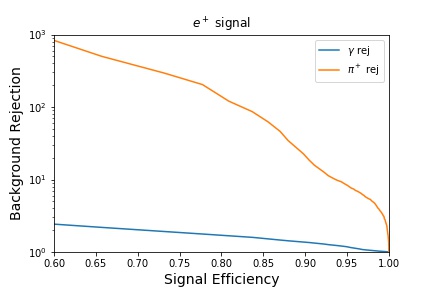 e⁺ signal
10³
10²
10¹
10⁰
Background Rejection
γ rej
π⁺ rej
0.60 0.65 0.70 0.75 0.80 0.85 0.90 0.95 1.00
Signal Efficiency